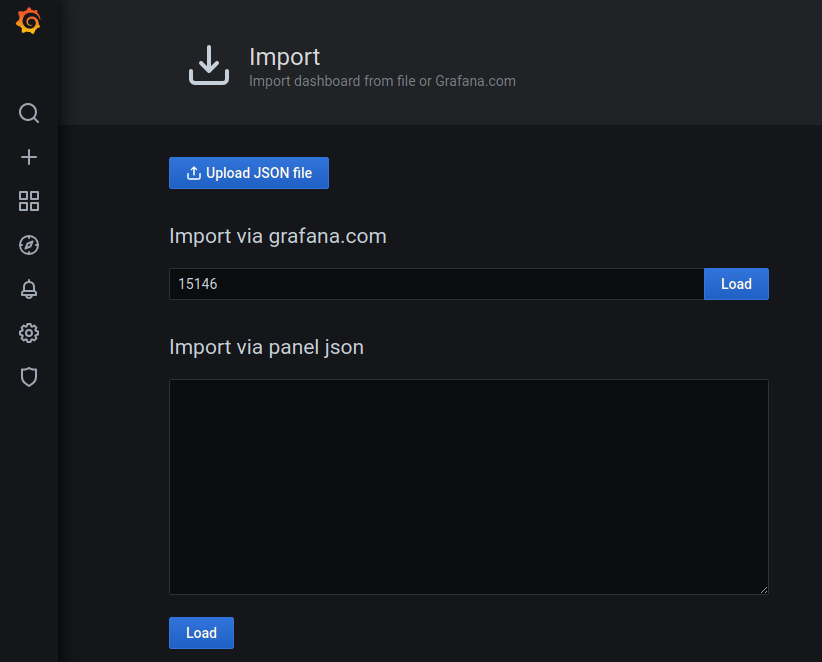 Import
Import dashboard from file or Grafana.com
Upload JSON file
Import via grafana.com
15146
Load
Import via panel json
Load